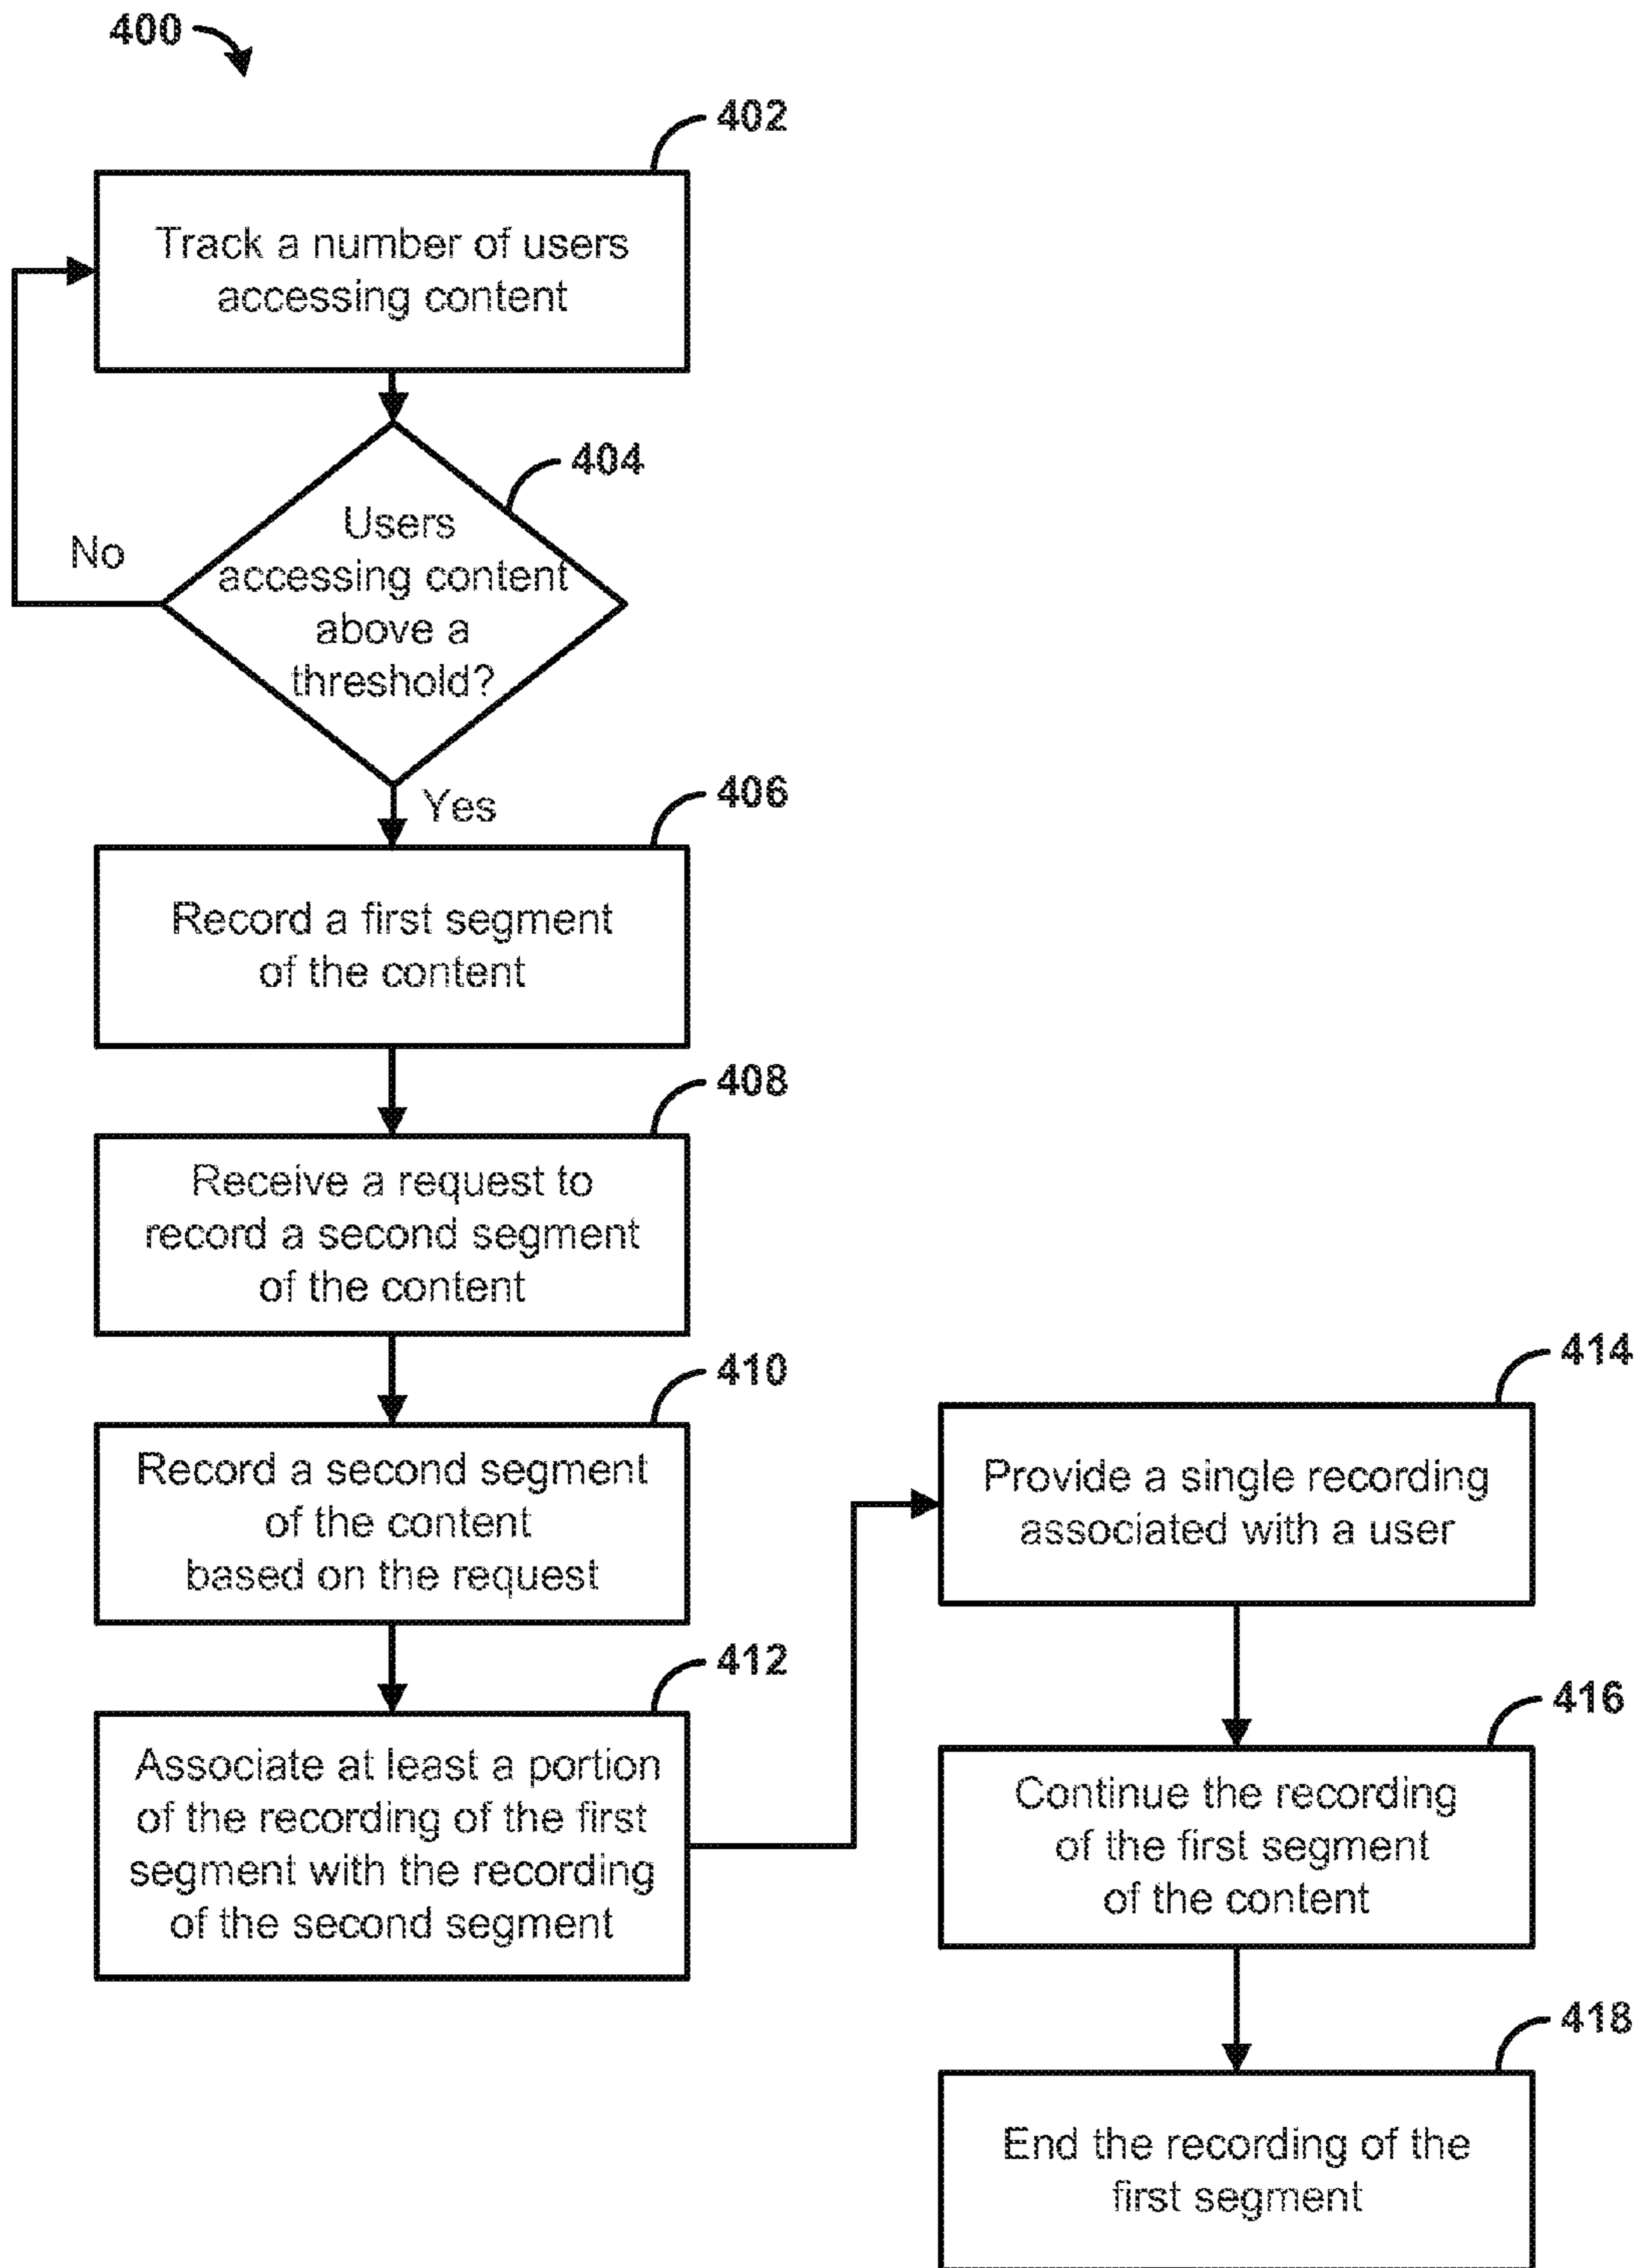 400
402
Track a number of users
accessing content
404
Users
accessing content
above a
threshold?
No
Yes
406
Record a first segment
of the content
408
Receive a request to
record a second segment
of the content
410
Record a second segment
of the content
based on the request
412
Associate at least a portion
of the recording of the first
segment with the recording
of the second segment
414
Provide a single recording
associated with a user
416
Continue the recording
of the first segment
of the content
418
End the recording of the
first segment